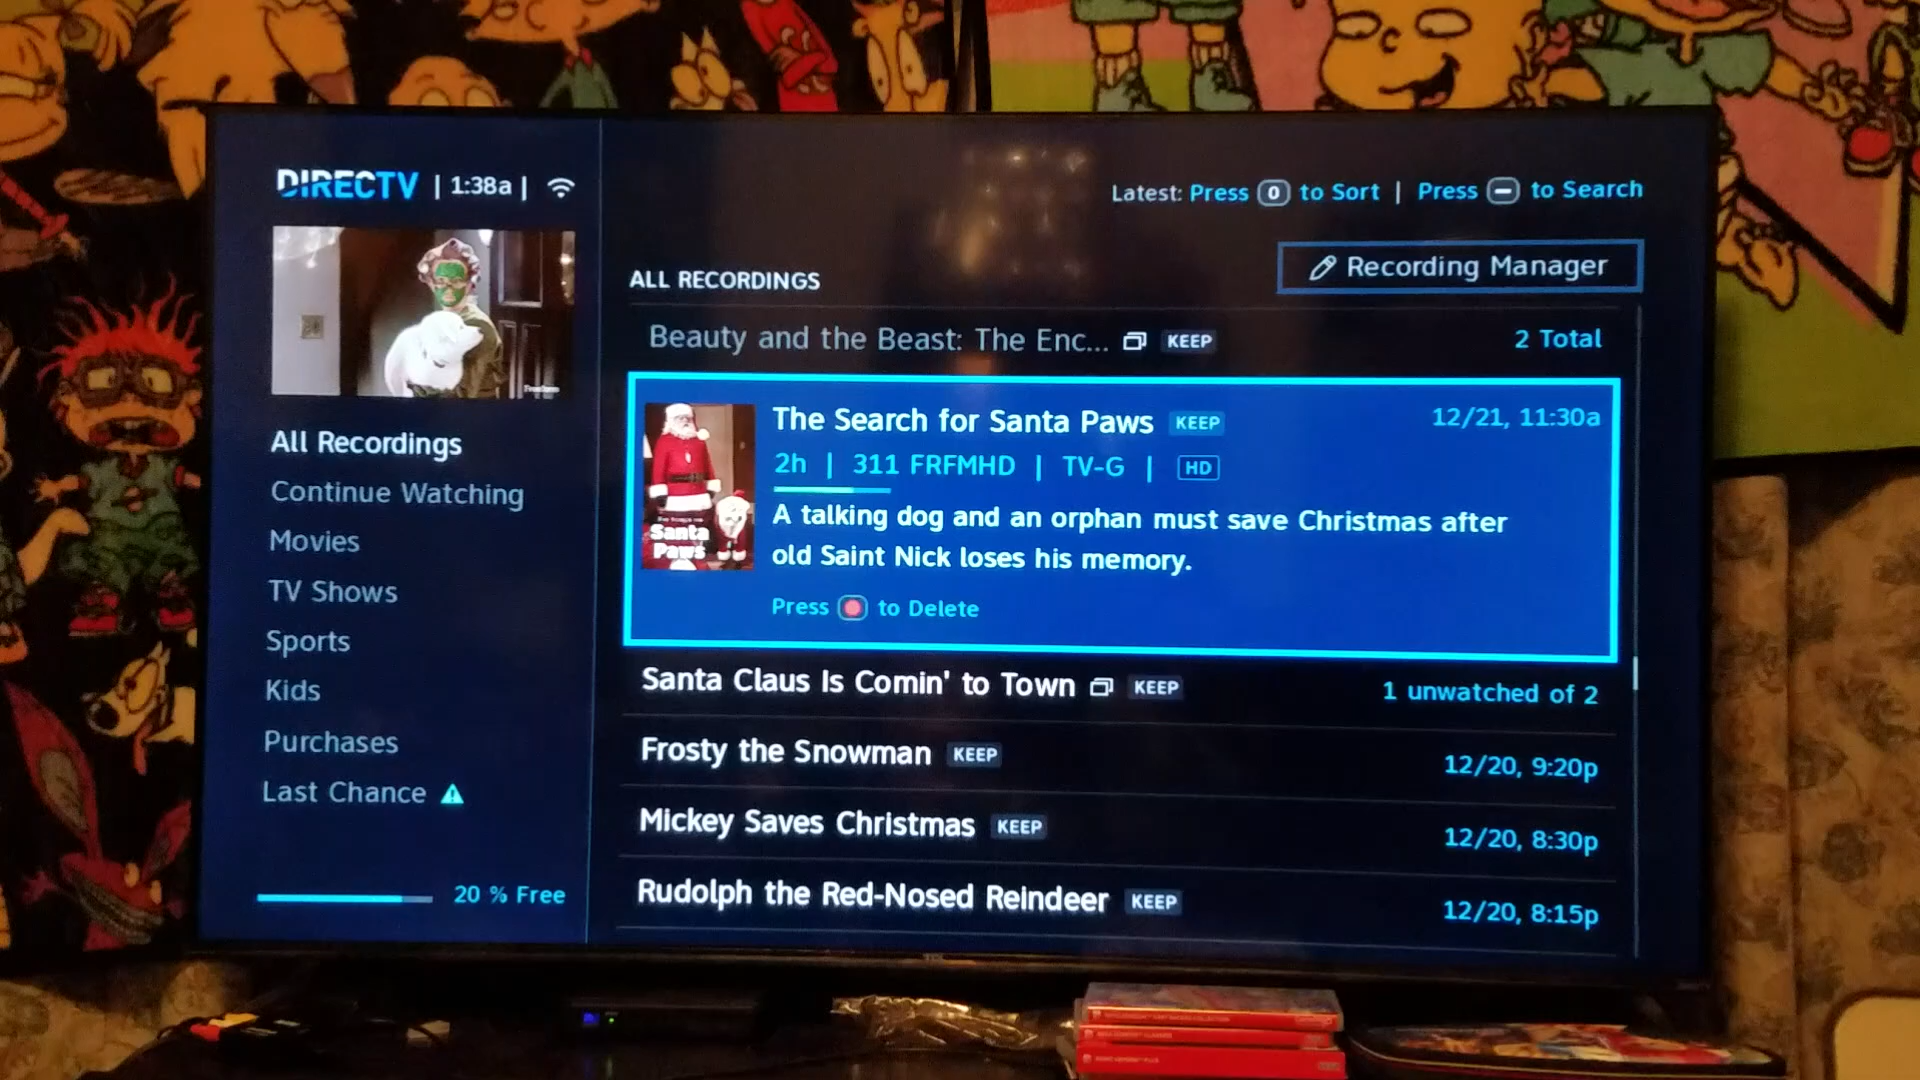 DIRECTV | 1:38a |
Latest: Press 0 to Sort | Press – to Search
Recording Manager
ALL RECORDINGS
All Recordings
Continue Watching
Movies
TV Shows
Sports
Kids
Purchases
Last Chance
20 % Free
Beauty and the Beast: The Enc... KEEP 2 Total
The Search for Santa Paws KEEP 12/21, 11:30a
2h | 311 FRFMHD | TV-G | HD
A talking dog and an orphan must save Christmas after
old Saint Nick loses his memory.
Press to Delete
Santa
Paws
Santa Claus Is Comin' to Town KEEP 1 unwatched of 2
Frosty the Snowman KEEP 12/20, 9:20p
Mickey Saves Christmas KEEP 12/20, 8:30p
Rudolph the Red-Nosed Reindeer KEEP 12/20, 8:15p